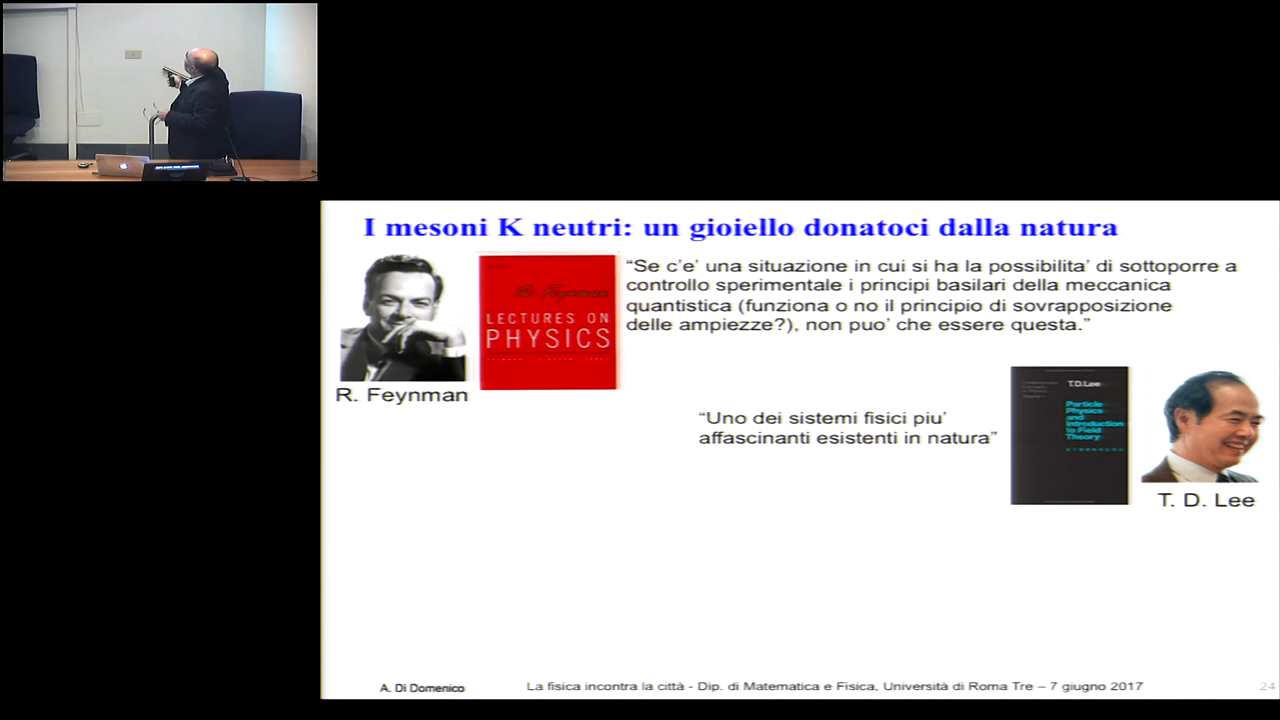 I mesoni K neutri: un gioiello donatoci dalla natura
The Feynman
LECTURES ON
PHYSICS
“Se c'e' una situazione in cui si ha la possibilita' di sottoporre a
controllo sperimentale i principi basilari della meccanica
quantistica (funziona o no il principio di sovrapposizione
delle ampiezze?), non puo' che essere questa.”
R. Feynman
“Uno dei sistemi fisici piu'
affascinanti esistenti in natura”
T.D.Lee
Particle
Physics
and
Introduction
to Field
Theory
T. D. Lee
A. Di Domenico
La fisica incontra la città - Dip. di Matematica e Fisica, Università di Roma Tre – 7 giugno 2017
24